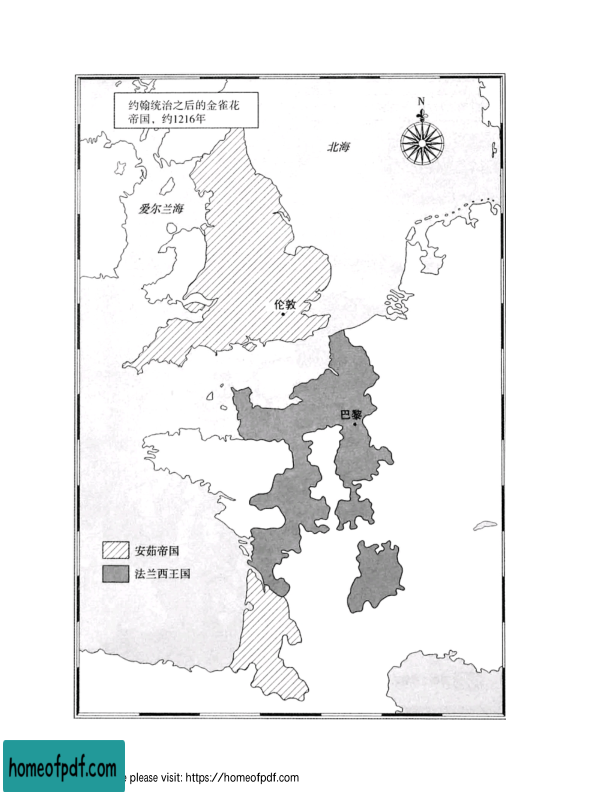 约翰统治之后的金雀花
帝国，约1216年
N
北海
爱尔兰海
伦敦
巴黎
安茹帝国
法兰西王国
homeofpdf.com
e please visit: https://homeofpdf.com